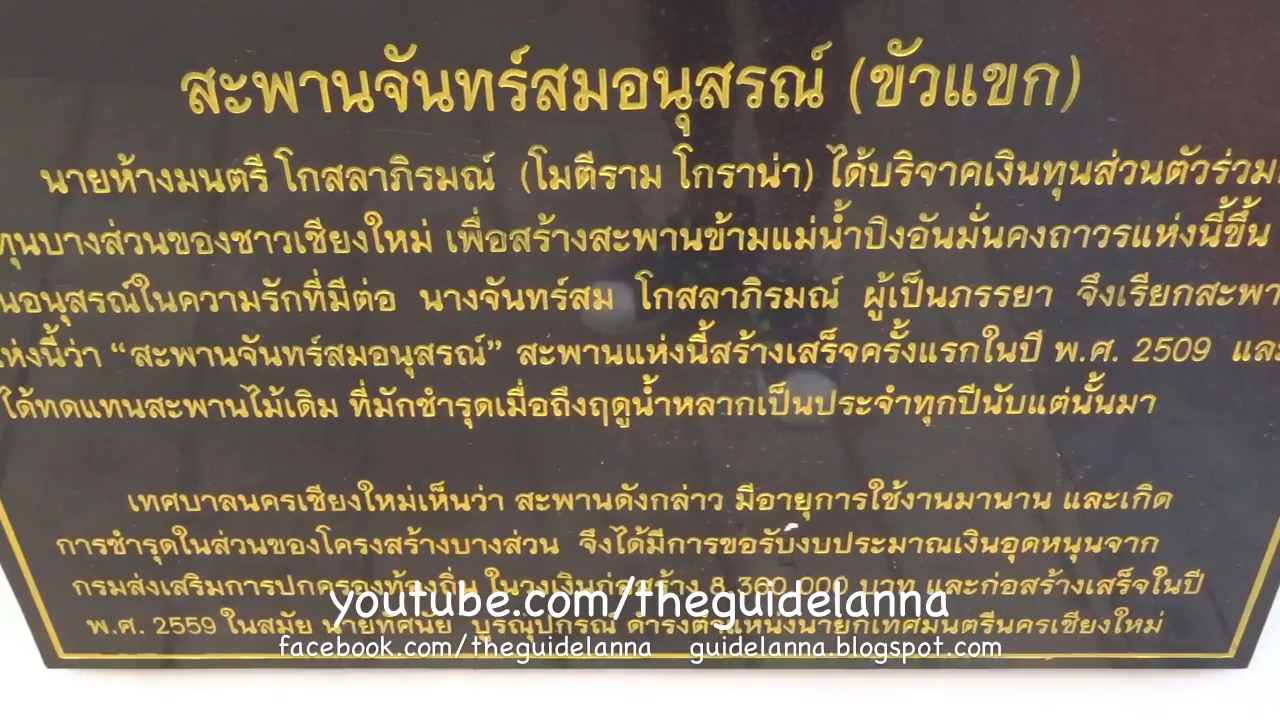 สะพานจันทร์สมอนุสรณ์ (ขัวแขก)
นายห้างมนตรี โกสลาภิรมณ์ (โมตีราม โกราน่า) ได้บริจาคเงินทุนส่วนตัวร่วม
ทุนบางส่วนของชาวเชียงใหม่ เพื่อสร้างสะพานข้ามแม่น้ำปิงอันมั่นคงถาวรแห่งนี้ขึ้น
นอนุสรณ์ในความรักที่มีต่อ นางจันทร์สม โกสลาภิรมณ์ ผู้เป็นภรรยา จึงเรียกสะพา
ห่งนี้ว่า “สะพานจันทร์สมอนุสรณ์” สะพานแห่งนี้สร้างเสร็จครั้งแรกในปี พ.ศ. 2509 และ
ได้ทดแทนสะพานไม้เดิม ที่มักชำรุดเมื่อถึงฤดูน้ำหลากเป็นประจำทุกปีนับแต่นั้นมา
เทศบาลนครเชียงใหม่เห็นว่า สะพานดังกล่าว มีอายุการใช้งานมานาน และเกิด
การชำรุดในส่วนของโครงสร้างบางส่วน จึงได้มีการขอรับงบประมาณเงินอุดหนุนจาก
กรมส่งเสริมการปกครองท้องถิ่น ในวงเงินก่อสร้าง 8,360,000 บาท และก่อสร้างเสร็จในปี
youtube.com/theguidelanna
พ.ศ. 2559 ในสมัย นายทัศนัย บูรณุปกรณ์ ดำรงตำแหน่งนายกเทศมนตรีนครเชียงใหม่
facebook.com/theguidelanna guidelanna.blogspot.com